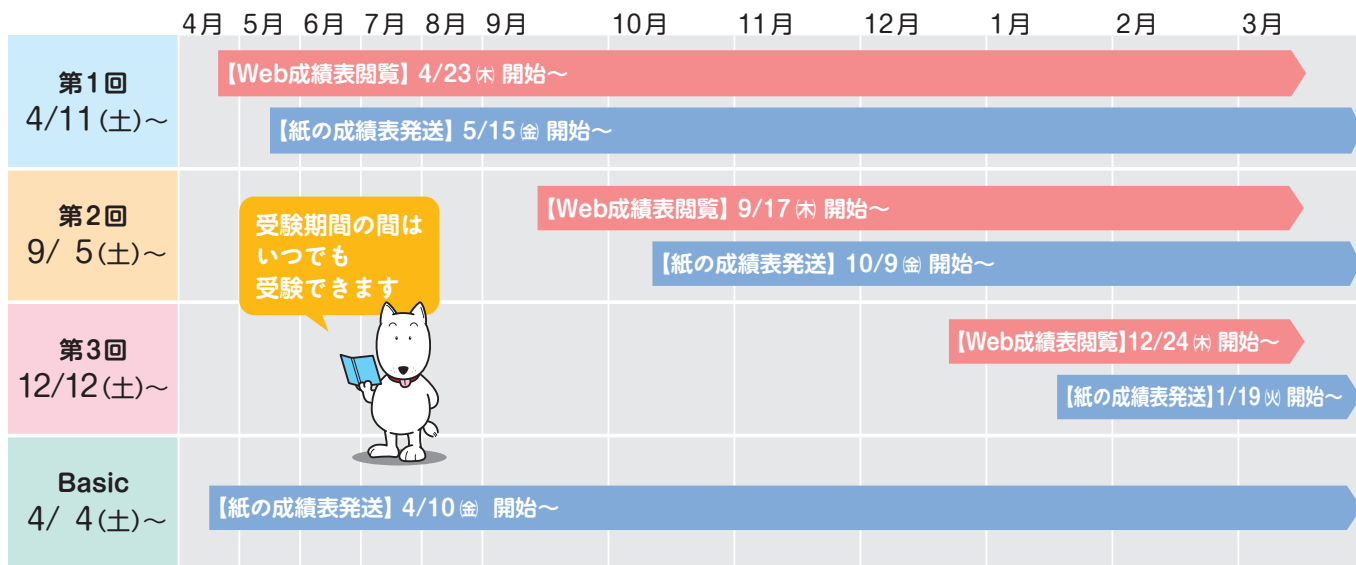 4月 5月 6月 7月 8月 9月 10月 11月 12月 1月 2月 3月
第1回
4/11(土)〜
【Web成績表閲覧】 4/23㈭ 開始〜
【紙の成績表発送】 5/15㈮ 開始〜
第2回
9/ 5(土)〜
【Web成績表閲覧】 9/17㈭ 開始〜
【紙の成績表発送】 10/9㈮ 開始〜
受験期間の間は
いつでも
受験できます
第3回
12/12(土)〜
【Web成績表閲覧】12/24㈭ 開始〜
【紙の成績表発送】1/19㈫ 開始〜
Basic
4/ 4(土)〜
【紙の成績表発送】 4/10㈮ 開始〜